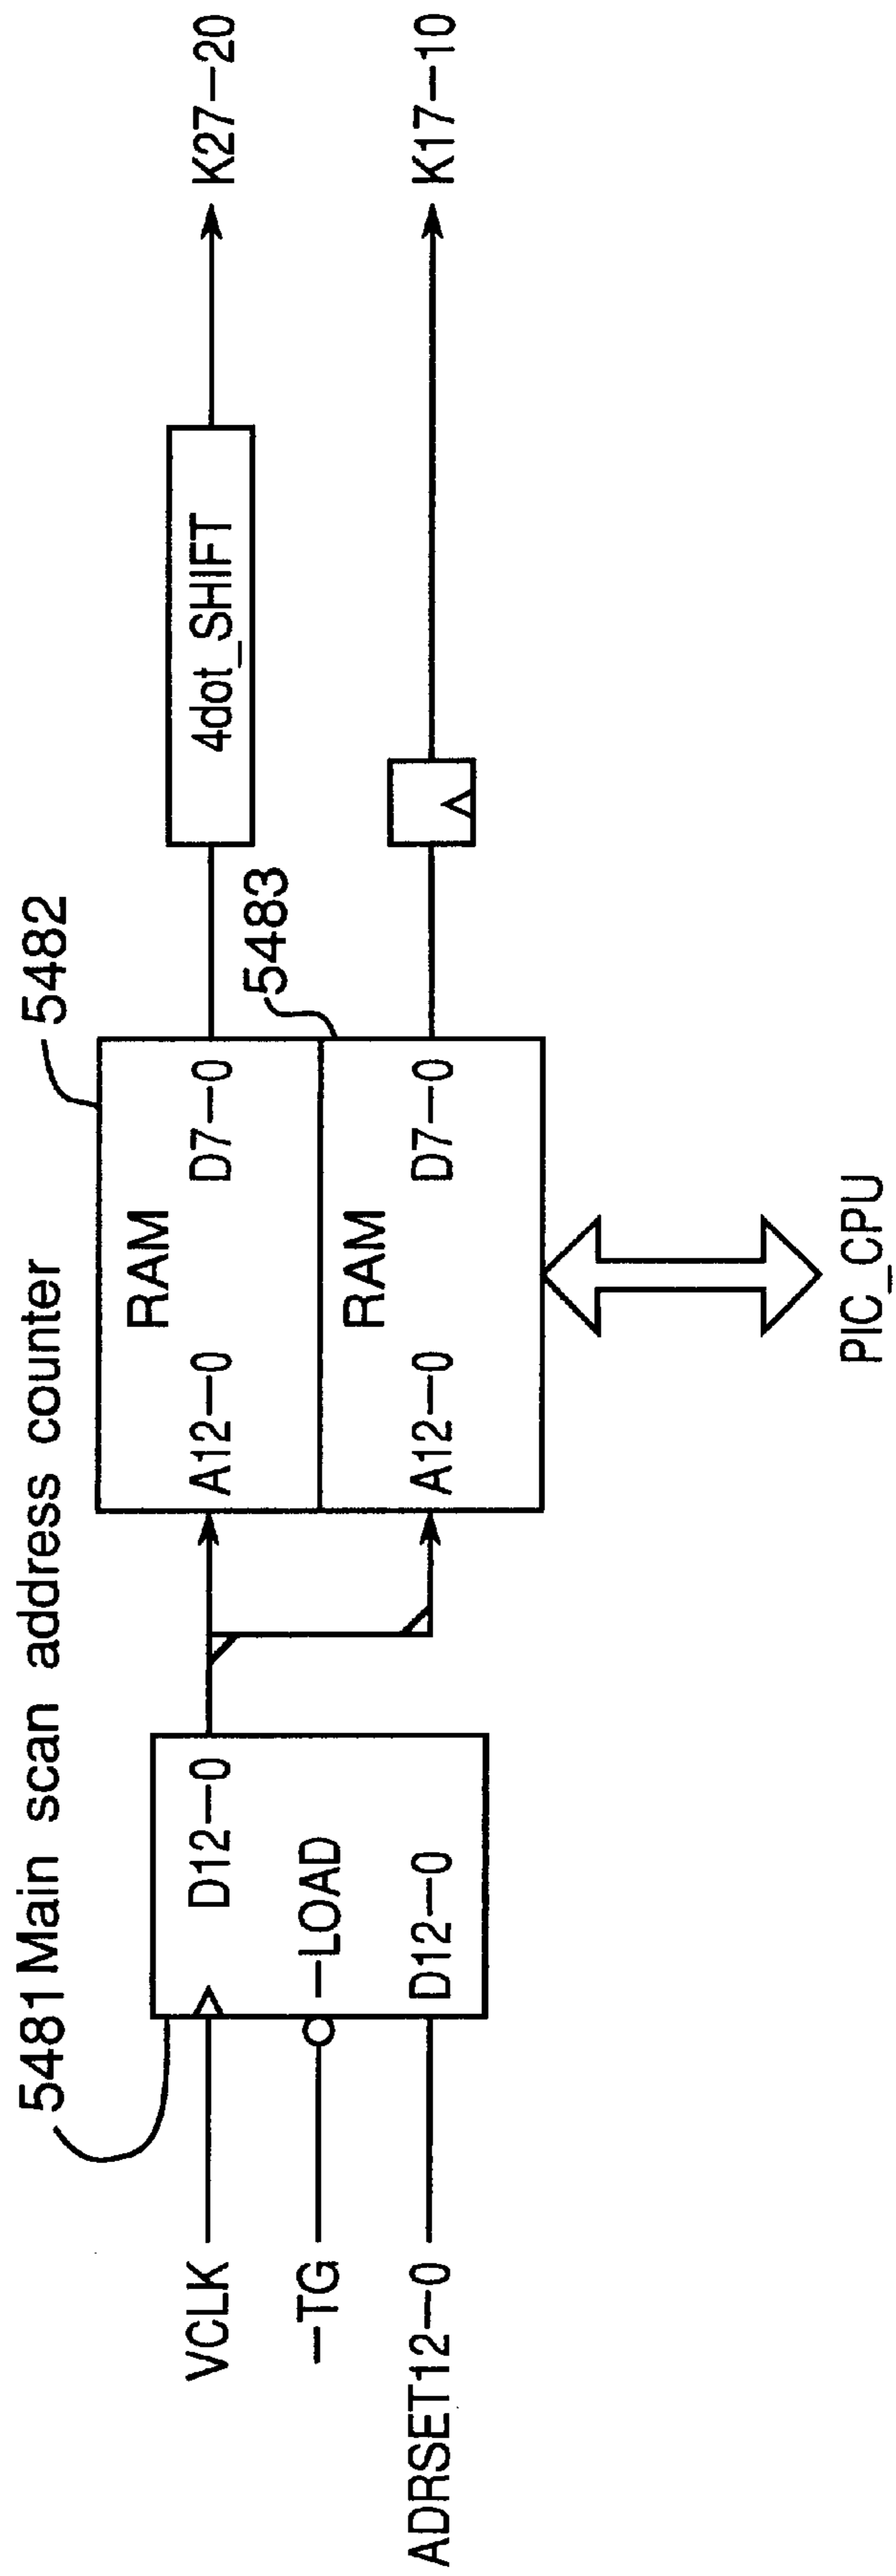 5481 Main scan address counter
5482
5483
VCLK
—TG
ADRSET12—0
D12—0
—LOAD
D12—0
RAM
A12—0
D7—0
RAM
A12—0
D7—0
4dot_SHIFT
K27—20
K17—10
PIC_CPU